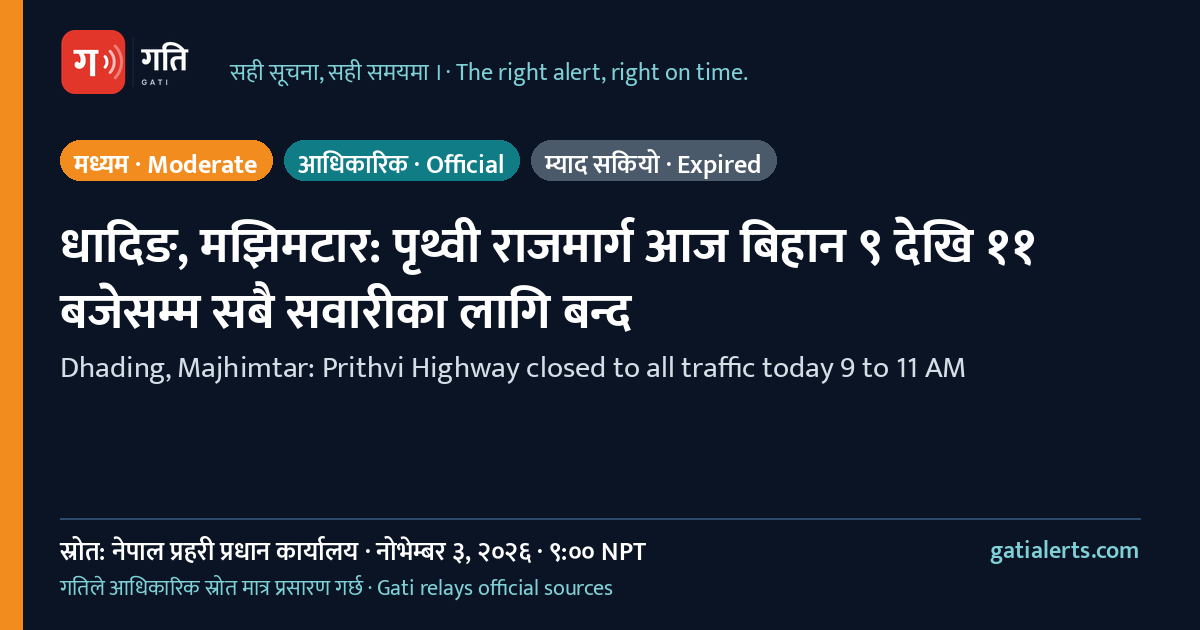 ग गति
GATI
सही सूचना, सही समयमा । · The right alert, right on time.
मध्यम · Moderate आधिकारिक · Official म्याद सकियो · Expired
धादिङ, मझिमटार: पृथ्वी राजमार्ग आज बिहान ९ देखि ११
बजेसम्म सबै सवारीका लागि बन्द
Dhading, Majhimtar: Prithvi Highway closed to all traffic today 9 to 11 AM
स्रोत: नेपाल प्रहरी प्रधान कार्यालय · नोभेम्बर ३, २०२६ · ९:०० NPT
gatialerts.com
गतिले आधिकारिक स्रोत मात्र प्रसारण गर्छ · Gati relays official sources